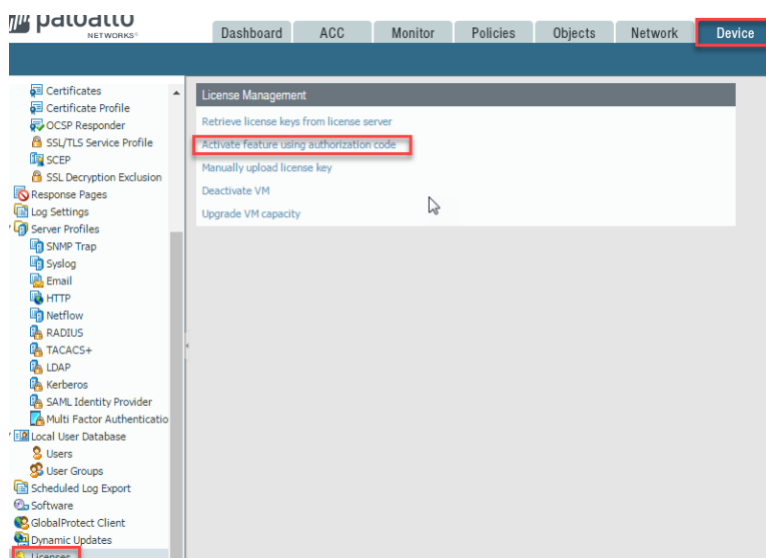 paloalto
NETWORKS®
Dashboard
ACC
Monitor
Policies
Objects
Network
Device
Certificates
Certificate Profile
OCSP Responder
SSL/TLS Service Profile
SCEP
SSL Decryption Exclusion
Response Pages
Log Settings
Server Profiles
SNMP Trap
Syslog
Email
HTTP
Netflow
RADIUS
TACACS+
LDAP
Kerberos
SAML Identity Provider
Multi Factor Authenticatio
Local User Database
Users
User Groups
Scheduled Log Export
Software
GlobalProtect Client
Dynamic Updates
Licenses
License Management
Retrieve license keys from license server
Activate feature using authorization code
Manually upload license key
Deactivate VM
Upgrade VM capacity